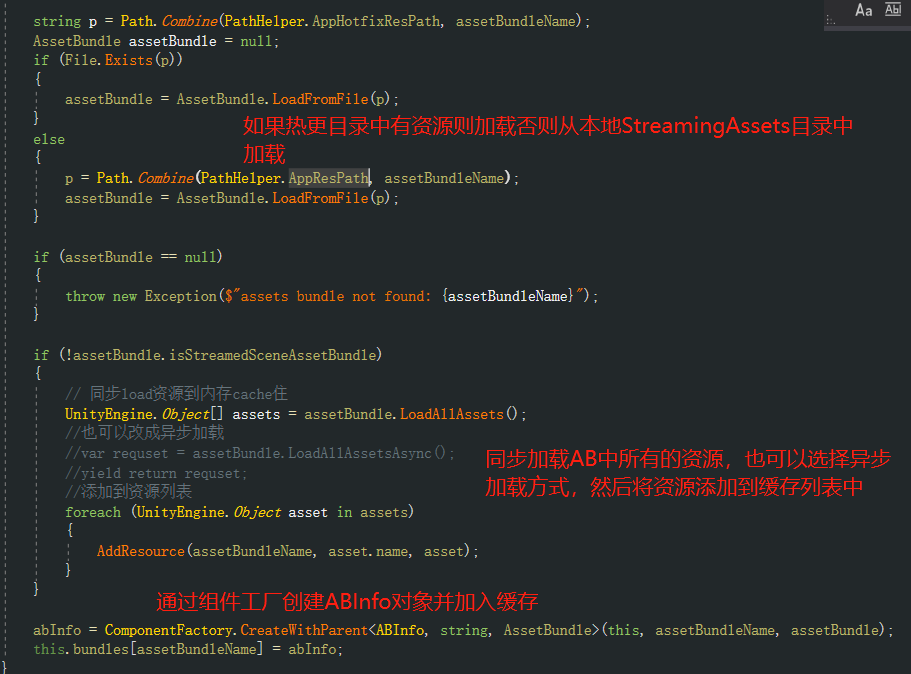 Aa Abl
string p = Path.Combine(PathHelper.AppHotfixResPath, assetBundleName);
AssetBundle assetBundle = null;
if (File.Exists(p))
{
assetBundle = AssetBundle.LoadFromFile(p);
}
如果热更目录中有资源则加载否则从本地StreamingAssets目录中
加载
else
{
p = Path.Combine(PathHelper.AppResPath, assetBundleName);
assetBundle = AssetBundle.LoadFromFile(p);
}
if (assetBundle == null)
{
throw new Exception($"assets bundle not found: {assetBundleName}");
}
if (!assetBundle.isStreamedSceneAssetBundle)
{
// 同步load资源到内存cache住
UnityEngine.Object[] assets = assetBundle.LoadAllAssets();
//也可以改成异步加载
//var requset = assetBundle.LoadAllAssetsAsync();
//yield return requset;
//添加到资源列表
同步加载AB中所有的资源，也可以选择异步
加载方式，然后将资源添加到缓存列表中
foreach (UnityEngine.Object asset in assets)
{
AddResource(assetBundleName, asset.name, asset);
}
}
通过组件工厂创建ABInfo对象并加入缓存
abInfo = ComponentFactory.CreateWithParent<ABInfo, string, AssetBundle>(this, assetBundleName, assetBundle);
this.bundles[assetBundleName] = abInfo;
}